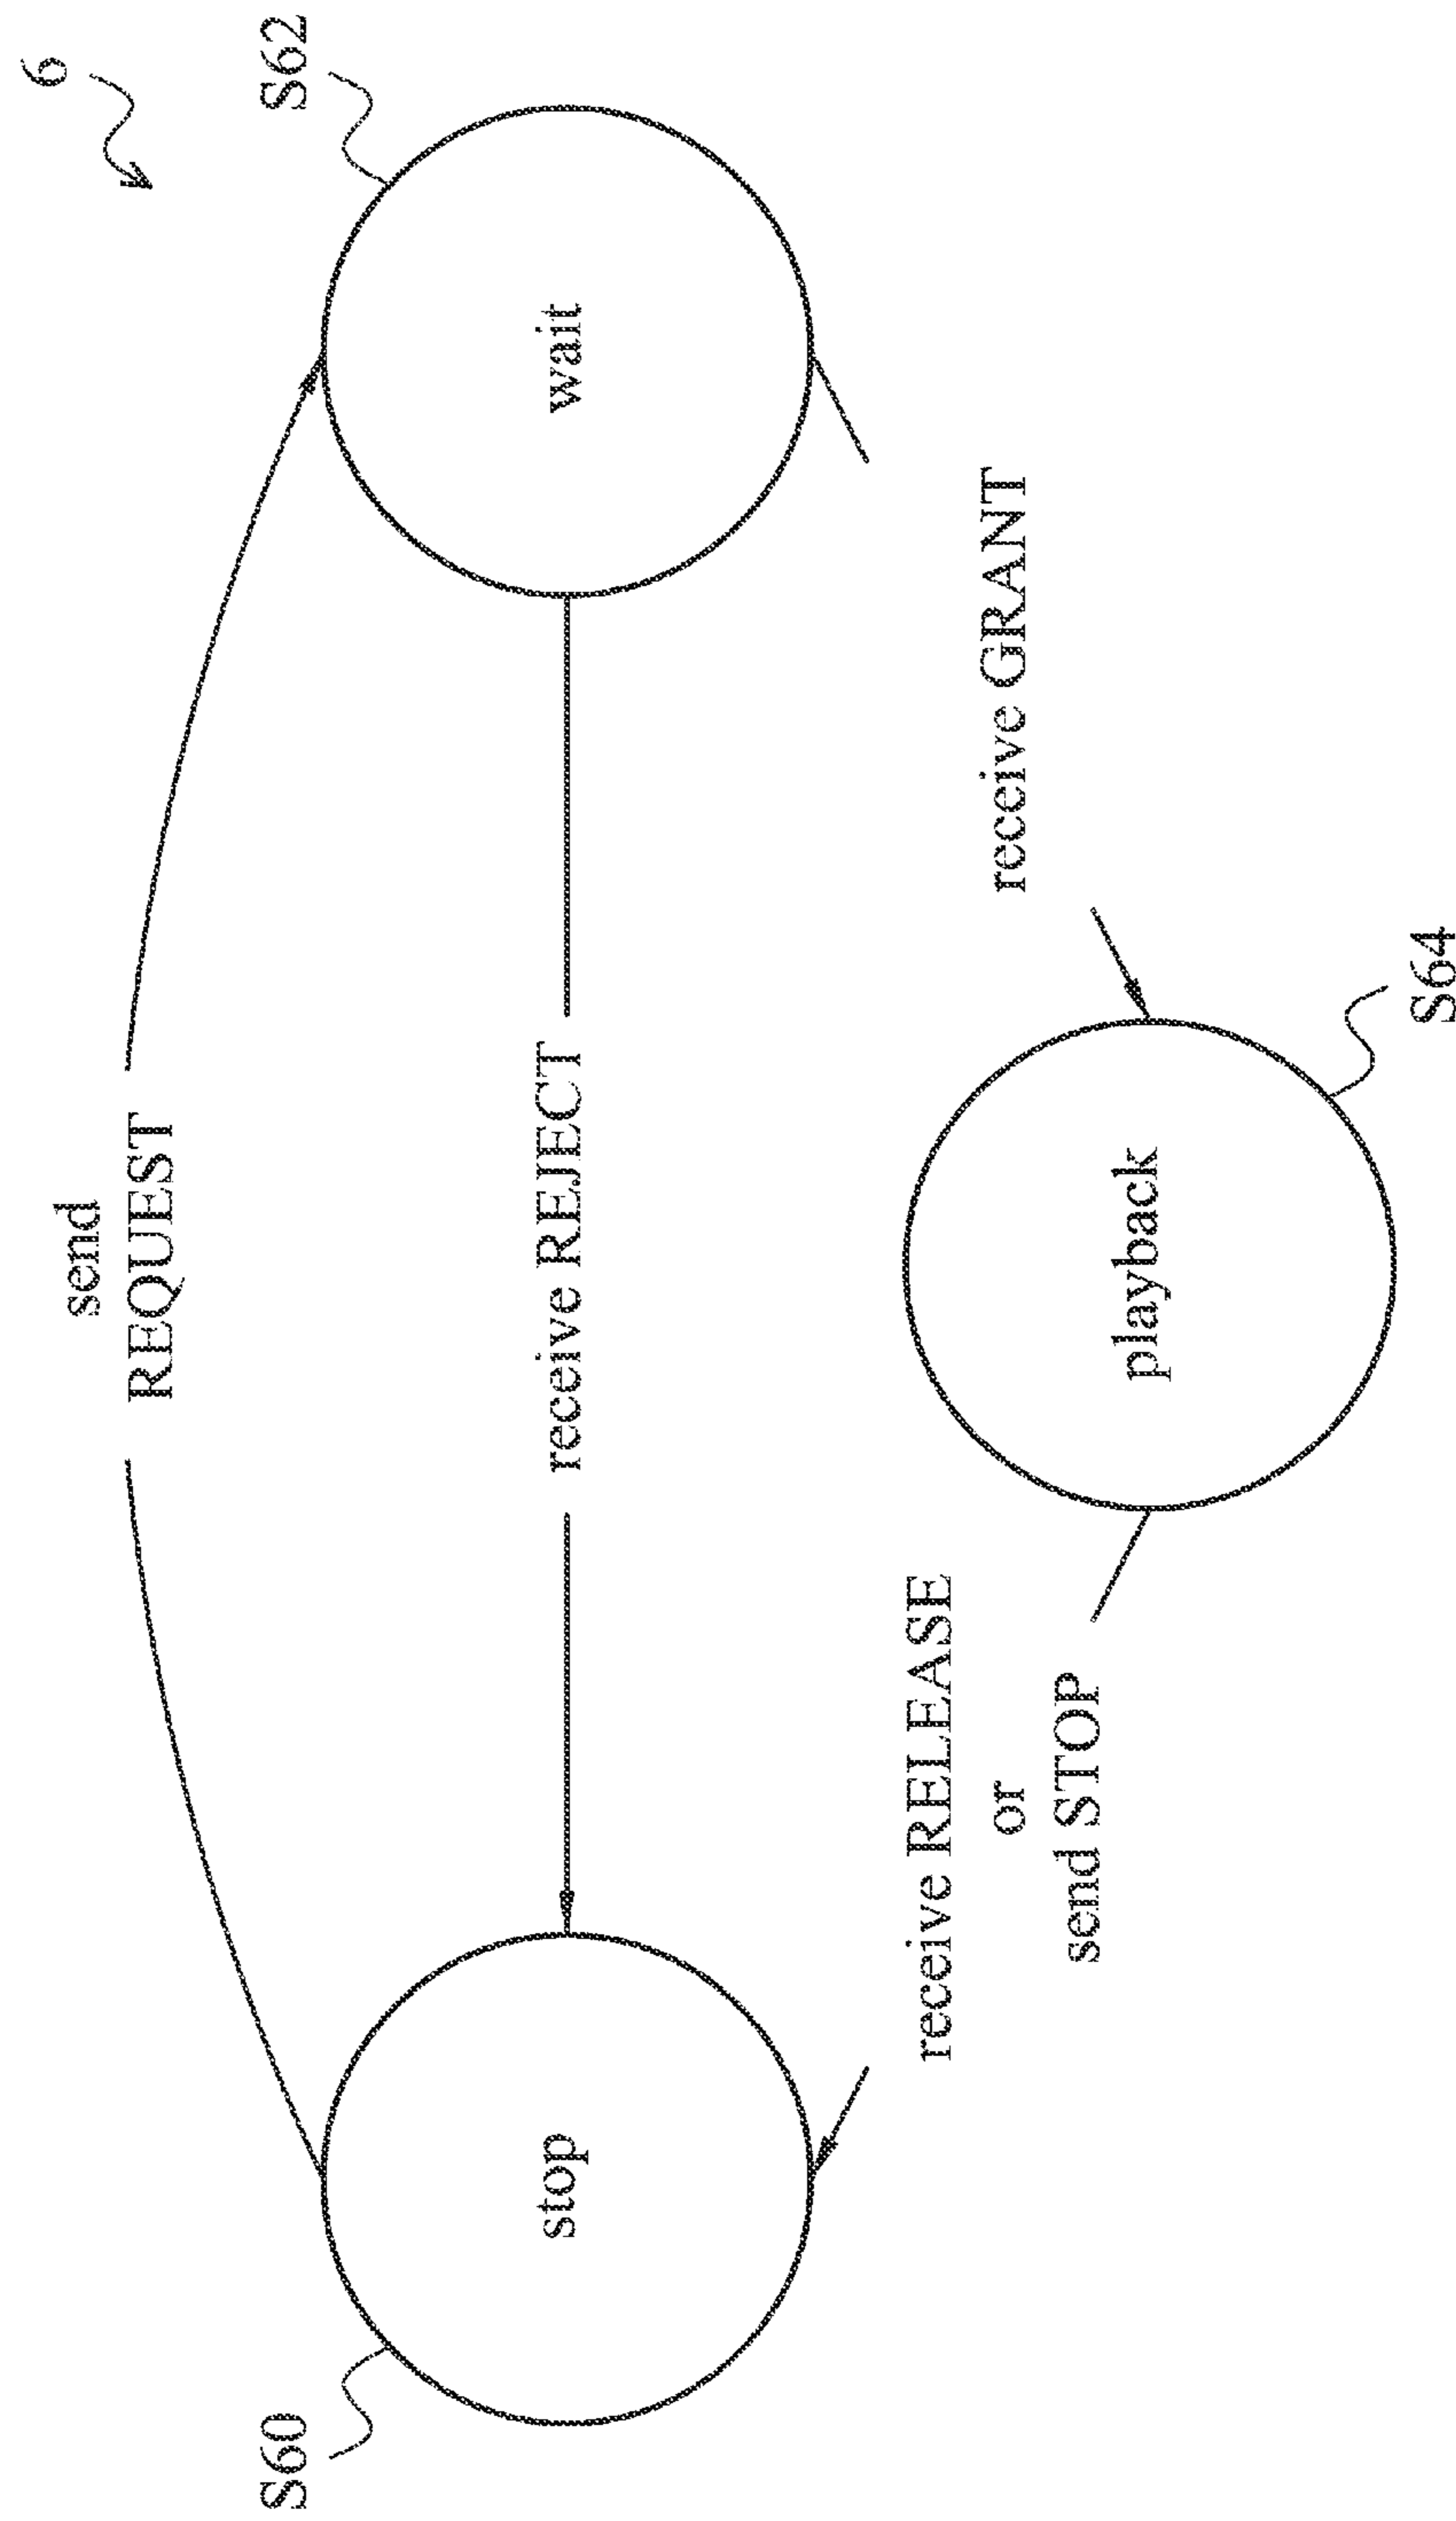 6
send
REQUEST
S60
S62
stop
receive REJECT
wait
receive RELEASE
or
send STOP
receive GRANT
playback
S64